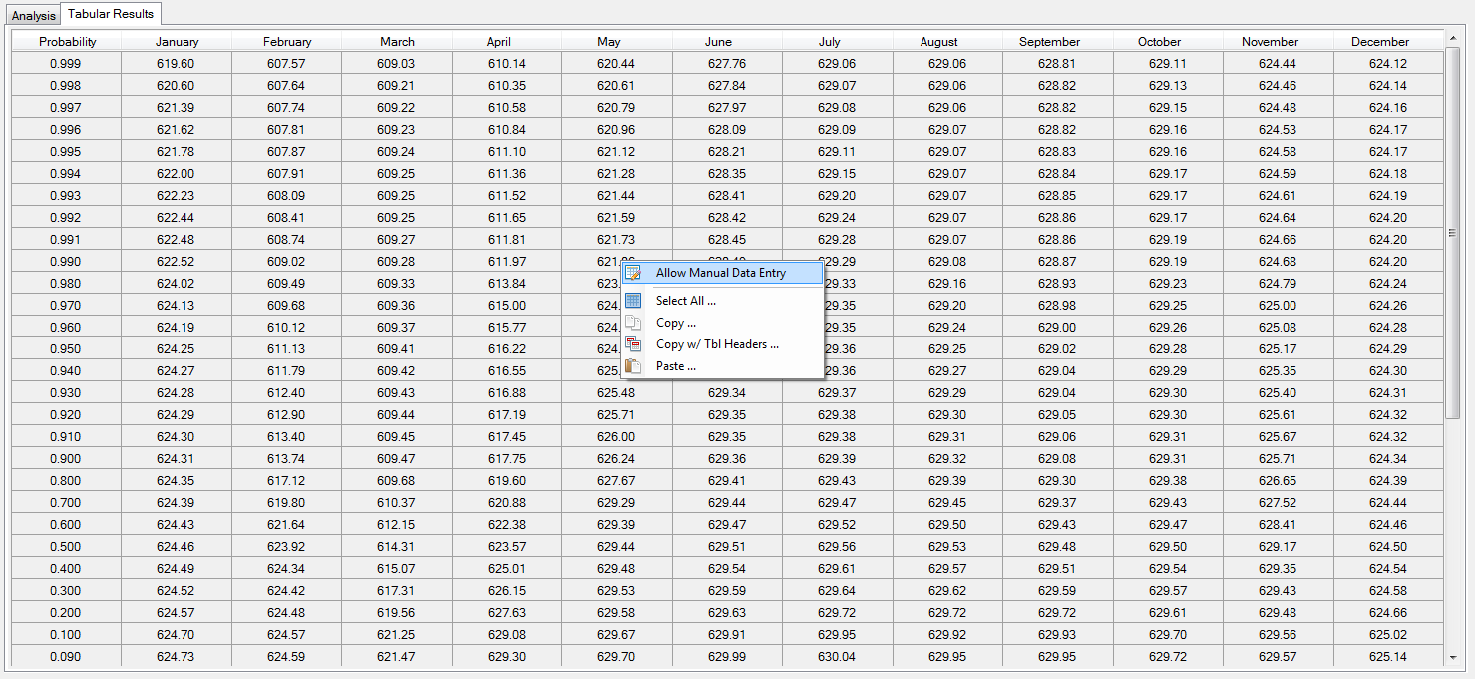 Analysis Tabular Results
Probability January February March April May June July August September October November December
0.999 619.60 607.57 609.03 610.14 620.44 627.76 629.06 629.06 628.81 629.11 624.44 624.12
0.998 620.60 607.64 609.21 610.35 620.61 627.84 629.07 629.06 628.82 629.13 624.46 624.14
0.997 621.39 607.74 609.22 610.58 620.79 627.97 629.08 629.06 628.82 629.15 624.48 624.16
0.996 621.62 607.81 609.23 610.84 620.96 628.09 629.09 629.07 628.82 629.16 624.53 624.17
0.995 621.78 607.87 609.24 611.10 621.12 628.21 629.11 629.07 628.83 629.16 624.58 624.17
0.994 622.00 607.91 609.25 611.36 621.28 628.35 629.15 629.07 628.84 629.17 624.59 624.18
0.993 622.23 608.09 609.25 611.52 621.44 628.41 629.20 629.07 628.85 629.17 624.61 624.19
0.992 622.44 608.41 609.25 611.65 621.59 628.42 629.24 629.07 628.86 629.17 624.64 624.20
0.991 622.48 608.74 609.27 611.81 621.73 628.45 629.28 629.07 628.86 629.19 624.66 624.20
0.990 622.52 609.02 609.28 611.97 629.29 629.08 628.87 629.19 624.68 624.20
Allow Manual Data Entry
0.980 624.02 609.49 609.33 613.84 623. 29.33 629.16 628.93 629.23 624.79 624.24
Select All ...
0.970 624.13 609.68 609.36 615.00 624. 29.35 629.20 628.98 629.25 625.00 624.26
Copy ...
0.960 624.19 610.12 609.37 615.77 624. 29.35 629.24 629.00 629.26 625.08 624.28
Copy w/ Tbl Headers ...
0.950 624.25 611.13 609.41 616.22 624. 29.36 629.25 629.02 629.28 625.17 624.29
Paste ...
0.940 624.27 611.79 609.42 616.55 625. 29.36 629.27 629.04 629.29 625.35 624.30
0.930 624.28 612.40 609.43 616.88 625.48 629.34 629.37 629.29 629.04 629.30 625.40 624.31
0.920 624.29 612.90 609.44 617.19 625.71 629.35 629.38 629.30 629.05 629.30 625.61 624.32
0.910 624.30 613.40 609.45 617.45 626.00 629.35 629.38 629.31 629.06 629.31 625.67 624.32
0.900 624.31 613.74 609.47 617.75 626.24 629.36 629.39 629.32 629.08 629.31 625.71 624.34
0.800 624.35 617.12 609.68 619.60 627.67 629.41 629.43 629.39 629.30 629.38 626.65 624.39
0.700 624.39 619.80 610.37 620.88 629.29 629.44 629.47 629.45 629.37 629.43 627.52 624.44
0.600 624.43 621.64 612.15 622.38 629.39 629.47 629.52 629.50 629.43 629.47 628.41 624.46
0.500 624.46 623.92 614.31 623.57 629.44 629.51 629.56 629.53 629.48 629.50 629.17 624.50
0.400 624.49 624.34 615.07 625.01 629.48 629.54 629.61 629.57 629.51 629.54 629.35 624.54
0.300 624.52 624.42 617.31 626.15 629.53 629.59 629.64 629.62 629.59 629.57 629.43 624.58
0.200 624.57 624.48 619.56 627.63 629.58 629.63 629.72 629.72 629.72 629.61 629.48 624.66
0.100 624.70 624.57 621.25 629.08 629.67 629.91 629.95 629.92 629.93 629.70 629.56 625.02
0.090 624.73 624.59 621.47 629.30 629.70 629.99 630.04 629.95 629.95 629.72 629.57 625.14